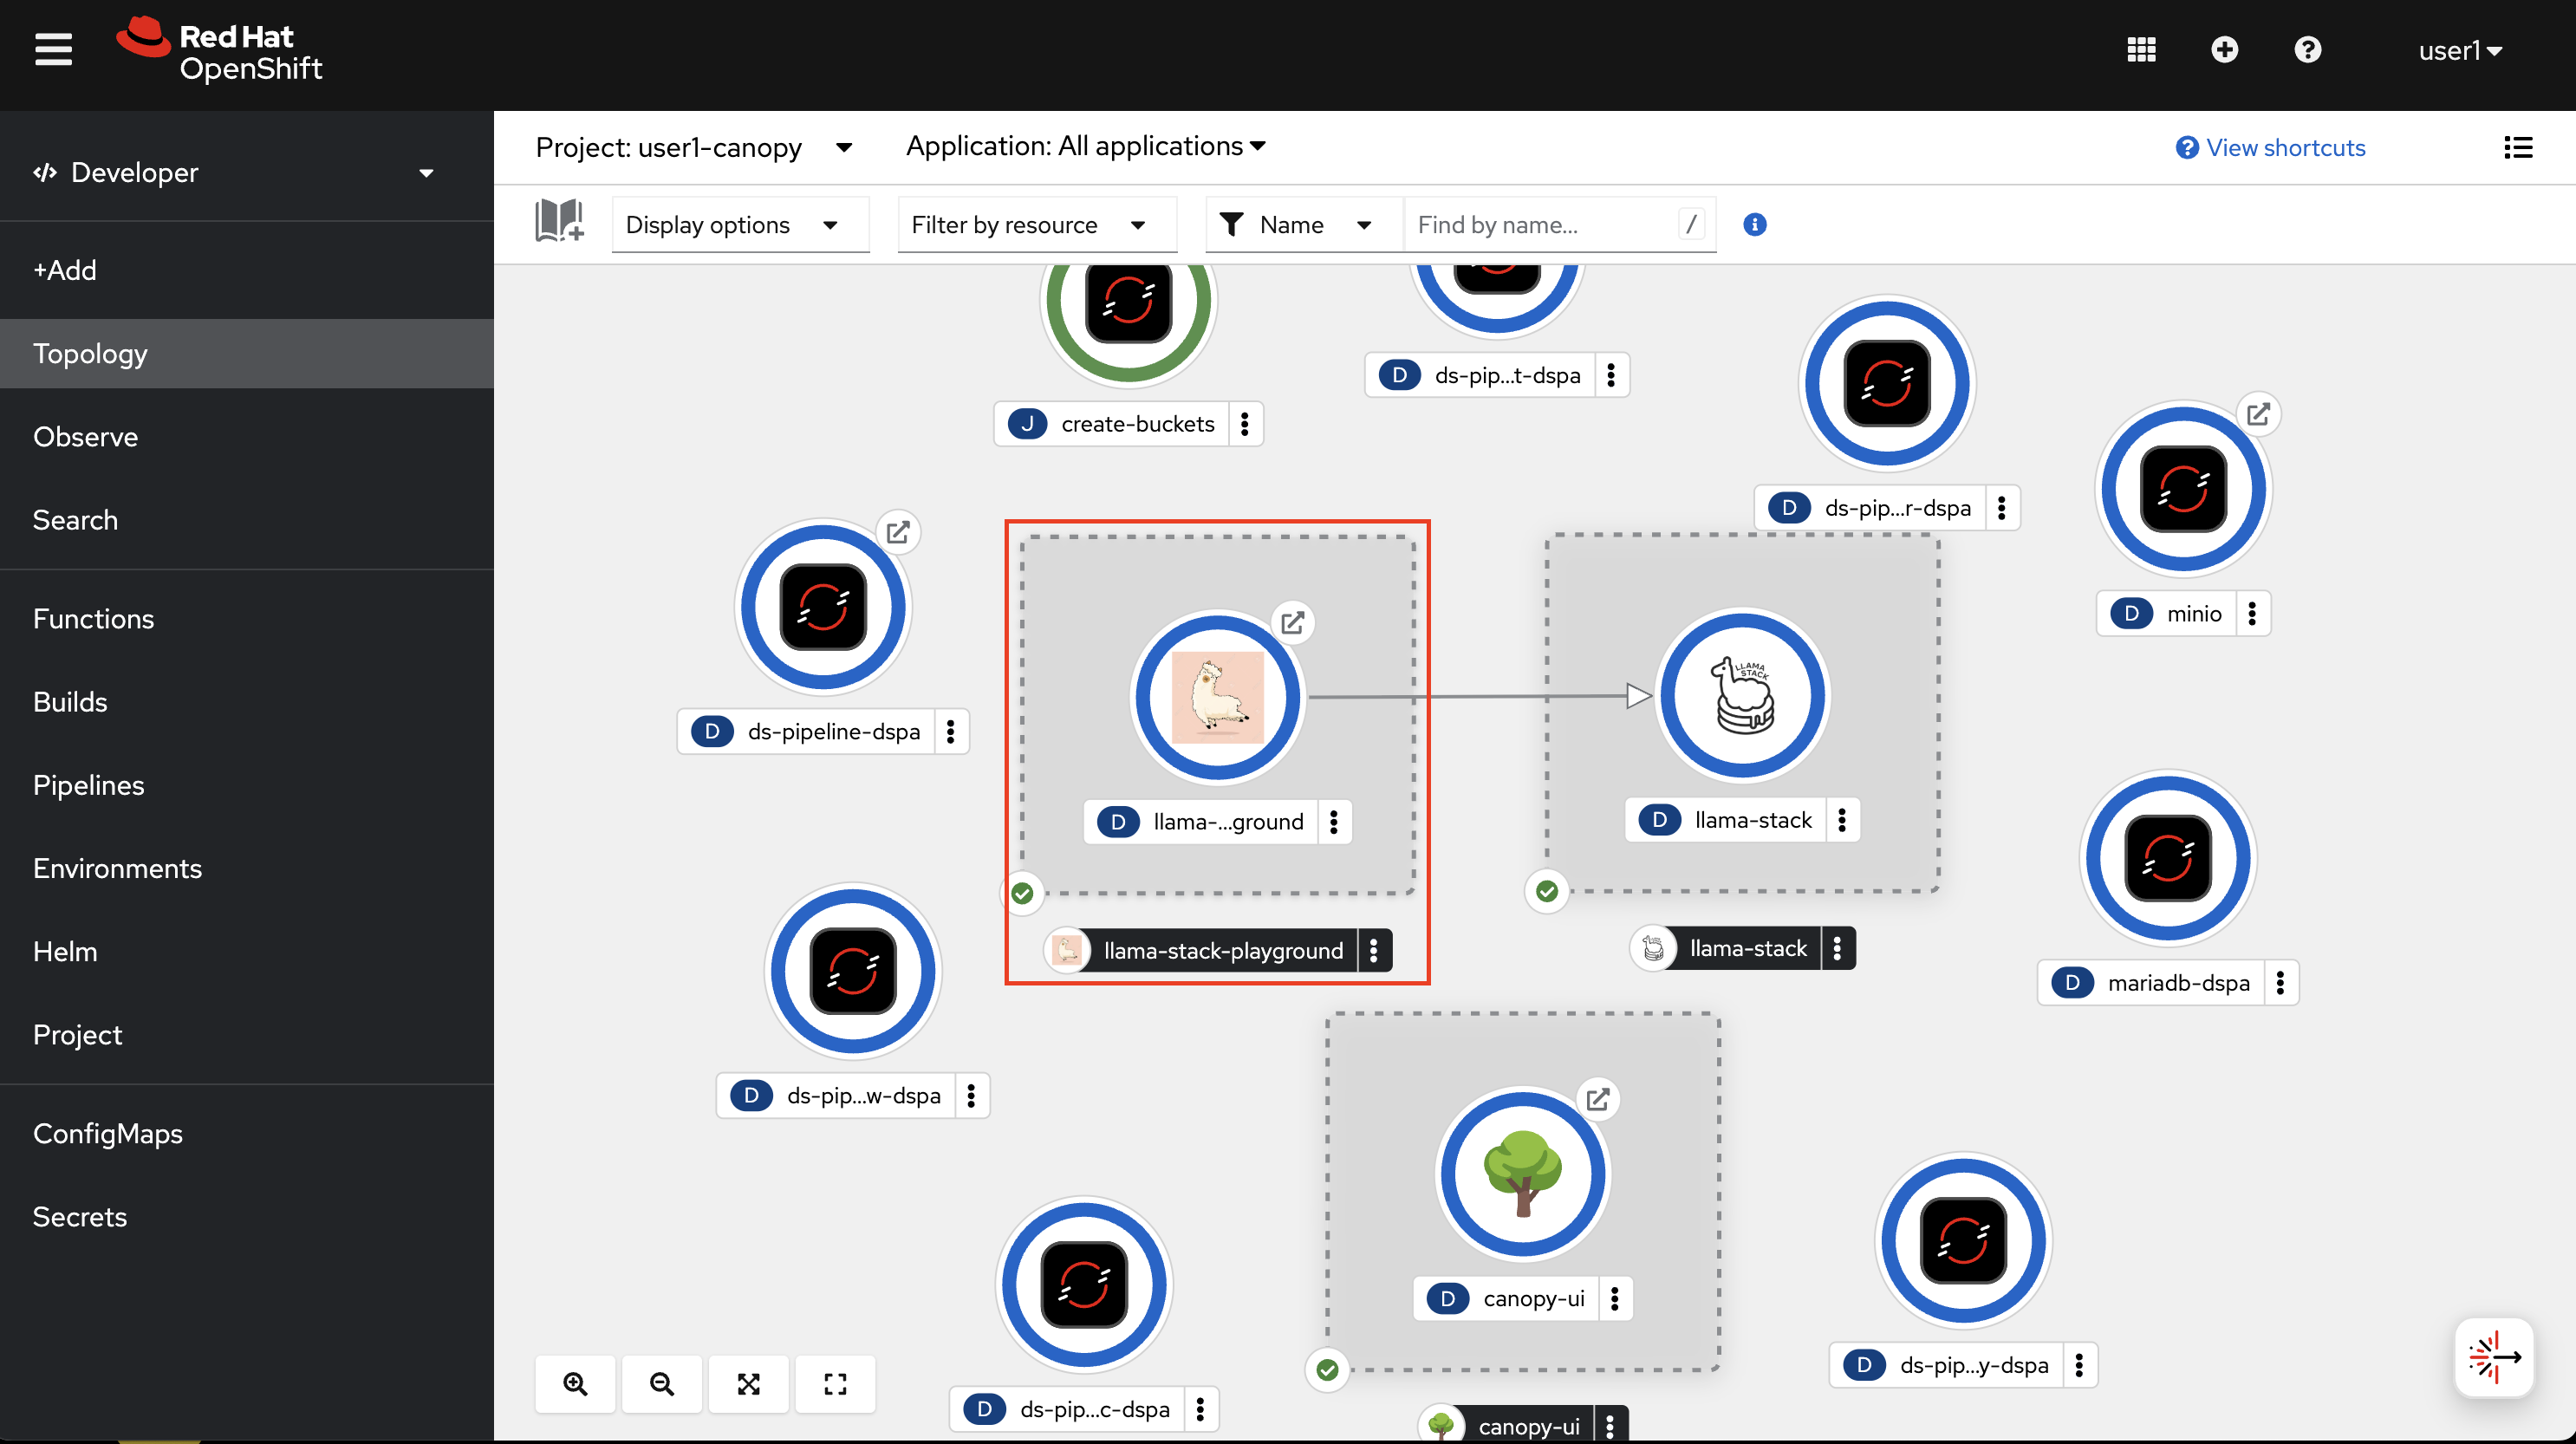 Red Hat
OpenShift
user1
Developer
+Add
Topology
Observe
Search
Functions
Builds
Pipelines
Environments
Helm
Project
ConfigMaps
Secrets
Project: user1-canopy
Application: All applications
View shortcuts
Display options
Filter by resource
Name
Find by name...
/
D ds-pip...t-dspa
J create-buckets
D ds-pip...r-dspa
D minio
D ds-pipeline-dspa
LLAMA
STACK
D llama-...ground
D llama-stack
llama-stack-playground
llama-stack
D mariadb-dspa
D ds-pip...w-dspa
D canopy-ui
D ds-pip...y-dspa
D ds-pip...c-dspa
canopy-ui